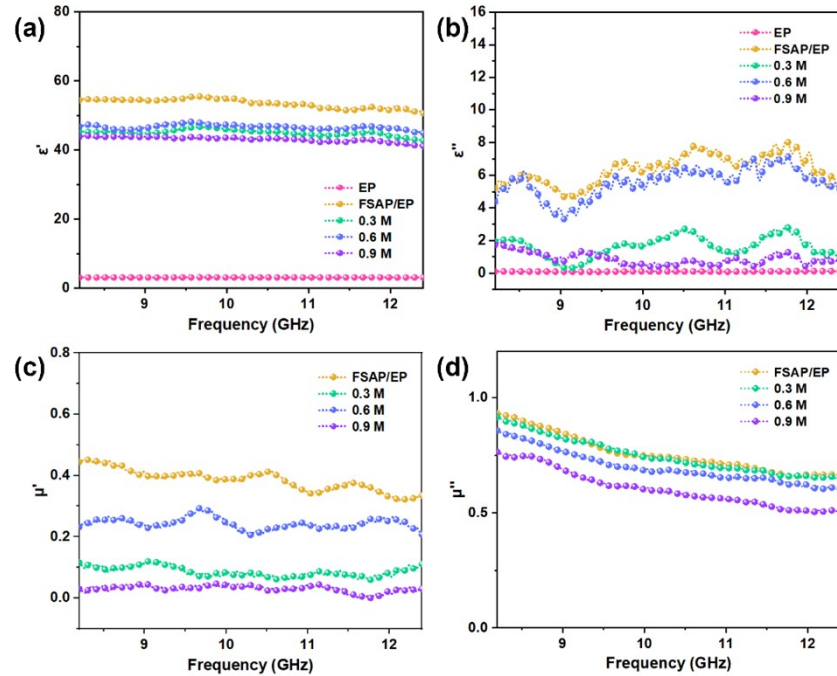 (a)
80
60
40
20
0
ε'
EP
FSAP/EP
0.3 M
0.6 M
0.9 M
9
10
11
12
Frequency (GHz)
(b)
16
14
12
10
8
6
4
2
0
ε''
EP
FSAP/EP
0.3 M
0.6 M
0.9 M
9
10
11
12
Frequency (GHz)
(c)
0.8
0.6
0.4
0.2
0.0
μ'
FSAP/EP
0.3 M
0.6 M
0.9 M
9
10
11
12
Frequency (GHz)
(d)
1.0
0.5
0.0
μ''
FSAP/EP
0.3 M
0.6 M
0.9 M
9
10
11
12
Frequency (GHz)